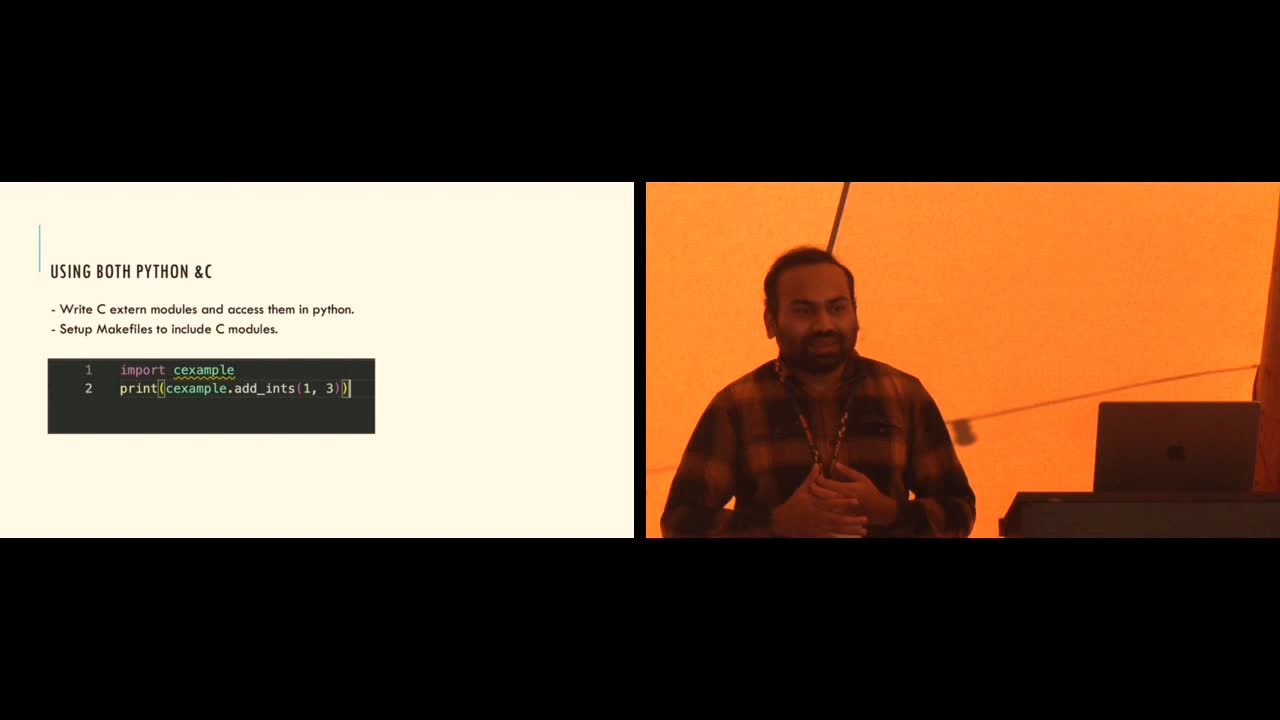 USING BOTH PYTHON &C
- Write C extern modules and access them in python.
- Setup Makefiles to include C modules.
1 import cexample
2 print(cexample.add_ints(1, 3))